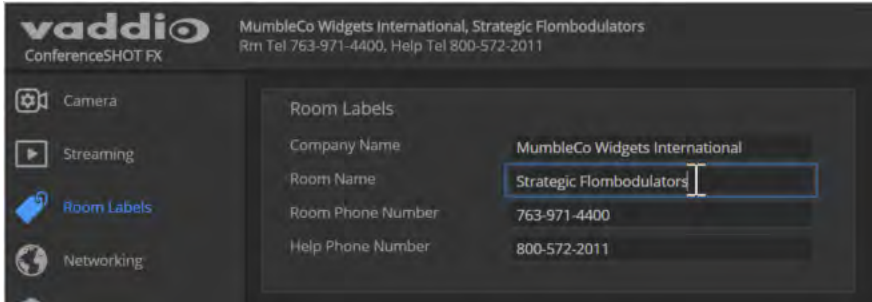 vaddio
ConferenceSHOT FX
MumbleCo Widgets International, Strategic Flombodulators
Rm Tel 763-971-4400, Help Tel 800-572-2011
Camera
Streaming
Room Labels
Networking
Room Labels
Company Name MumbleCo Widgets International
Room Name Strategic Flombodulators
Room Phone Number 763-971-4400
Help Phone Number 800-572-2011